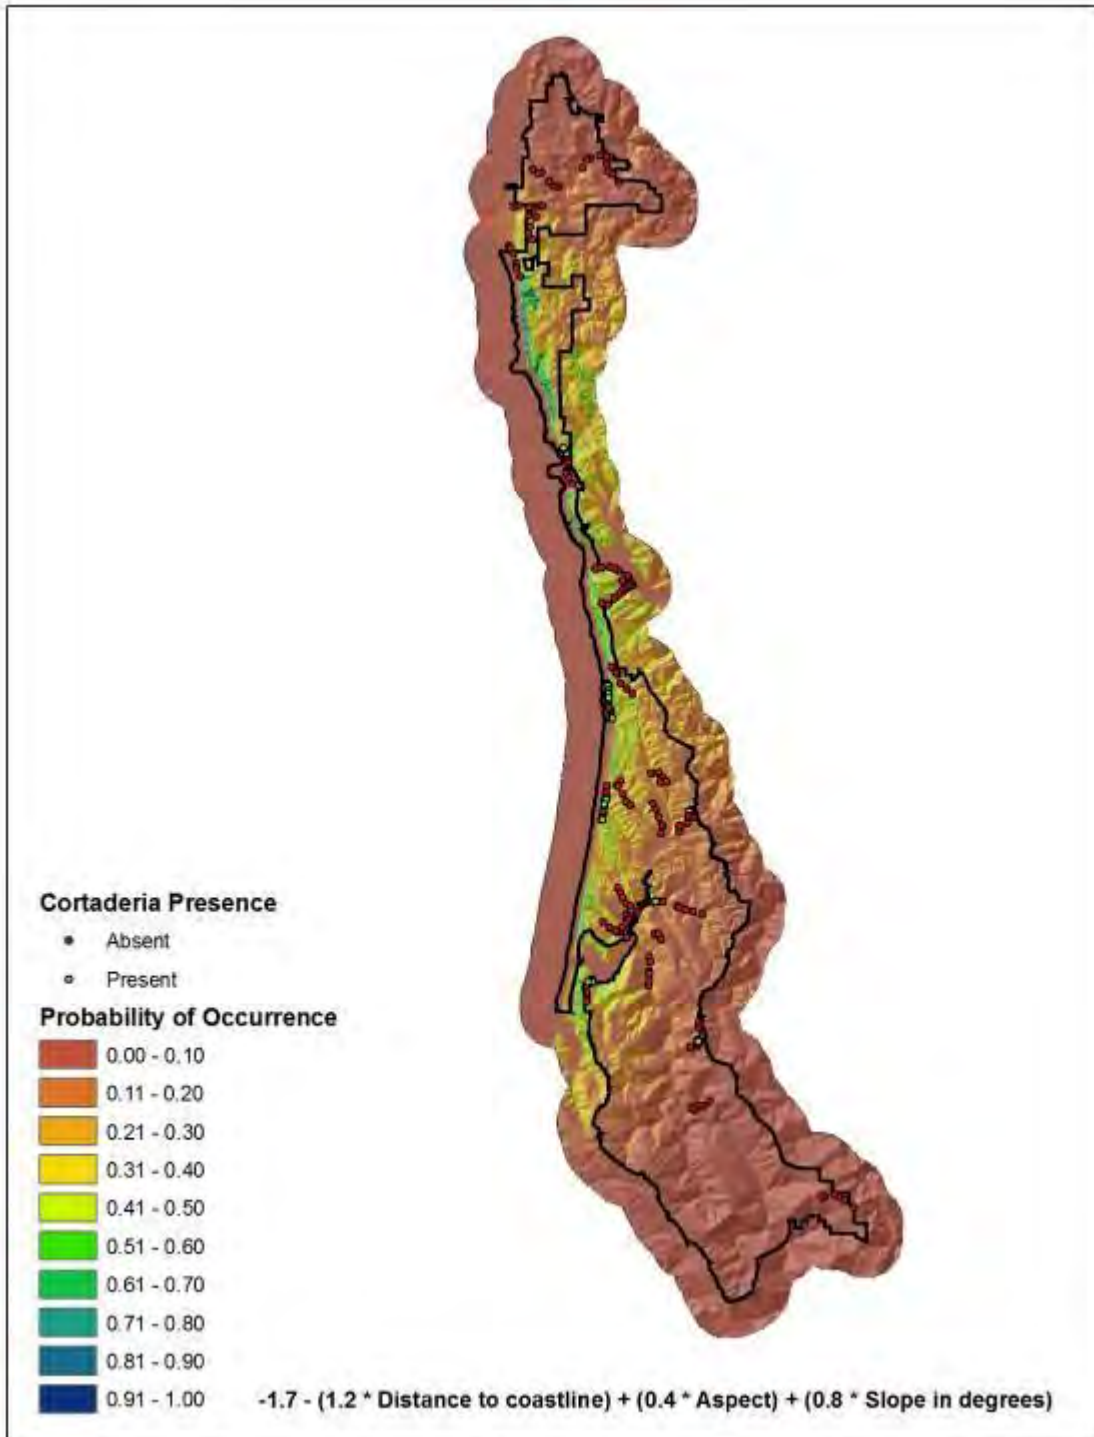 Cortaderia Presence
Absent
Present
Probability of Occurrence
0.00 - 0.10
0.11 - 0.20
0.21 - 0.30
0.31 - 0.40
0.41 - 0.50
0.51 - 0.60
0.61 - 0.70
0.71 - 0.80
0.81 - 0.90
0.91 - 1.00
-1.7 - (1.2 * Distance to coastline) + (0.4 * Aspect) + (0.8 * Slope in degrees)